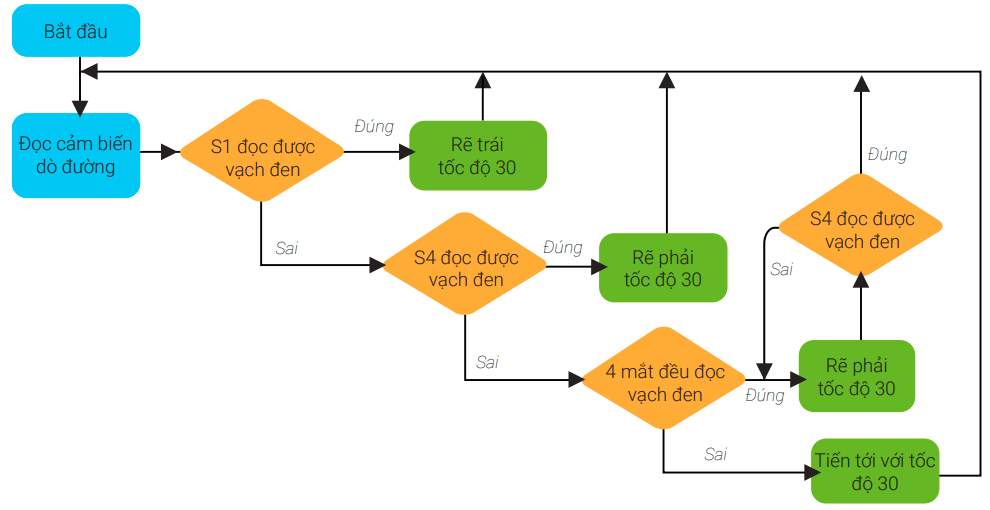 Bắt đầu
Đọc cảm biến
dò đường
S1 đọc được
vạch đen
Đúng
Rẽ trái
tốc độ 30
Sai
S4 đọc được
vạch đen
Đúng
Rẽ phải
tốc độ 30
Sai
4 mắt đều đọc
vạch đen
Đúng
Rẽ phải
tốc độ 30
S4 đọc được
vạch đen
Đúng
Sai
Sai
Tiến tới với tốc
độ 30